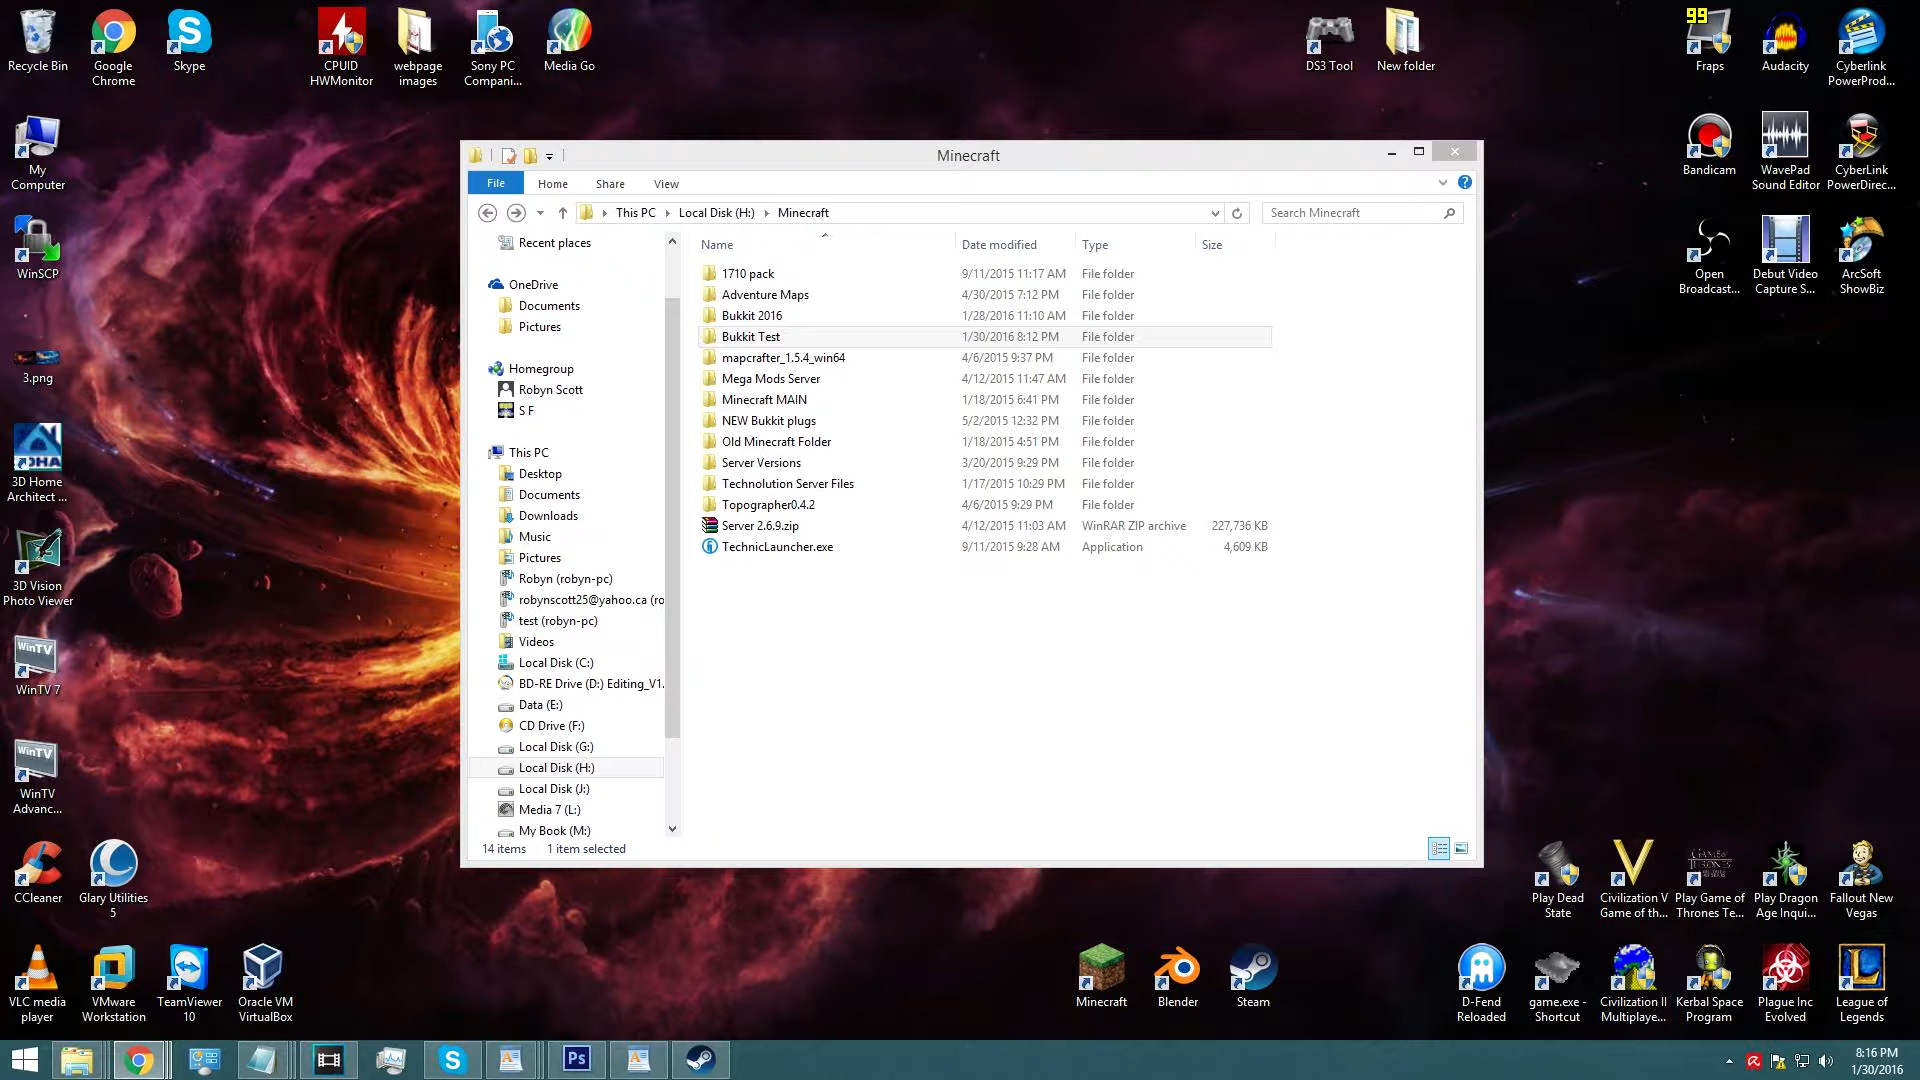 Recycle Bin
Google
Chrome
Skype
CPUID
HWMonitor
webpage
images
Sony PC
Compani...
Media Go
DS3 Tool
New folder
99
Fraps
Audacity
Cyberlink
PowerProd...
My
Computer
Bandicam
WavePad
Sound Editor
CyberLink
PowerDirec...
WinSCP
Open
Broadcast...
Debut Video
Capture S...
ArcSoft
ShowBiz
3.png
3D Home
Architect ...
3D Vision
Photo Viewer
WinTV
WinTV 7
WinTV
WinTV
Advanc...
CCleaner
Glary Utilities
5
VLC media
player
VMware
Workstation
TeamViewer
10
Oracle VM
VirtualBox
Minecraft
File
Home
Share
View
This PC
Local Disk (H:)
Minecraft
Search Minecraft
Recent places
OneDrive
Documents
Pictures
Homegroup
Robyn Scott
S F
This PC
Desktop
Documents
Downloads
Music
Pictures
Robyn (robyn-pc)
robynscott25@yahoo.ca (ro
test (robyn-pc)
Videos
Local Disk (C:)
BD-RE Drive (D:) Editing_V1.
Data (E:)
CD Drive (F:)
Local Disk (G:)
Local Disk (H:)
Local Disk (J:)
Media 7 (L:)
My Book (M:)
Name Date modified Type Size
1710 pack 9/11/2015 11:17 AM File folder
Adventure Maps 4/30/2015 7:12 PM File folder
Bukkit 2016 1/28/2016 11:10 AM File folder
Bukkit Test 1/30/2016 8:12 PM File folder
mapcrafter_1.5.4_win64 4/6/2015 9:37 PM File folder
Mega Mods Server 4/12/2015 11:47 AM File folder
Minecraft MAIN 1/18/2015 6:41 PM File folder
NEW Bukkit plugs 5/2/2015 12:32 PM File folder
Old Minecraft Folder 1/18/2015 4:51 PM File folder
Server Versions 3/20/2015 9:29 PM File folder
Technolution Server Files 1/17/2015 10:29 PM File folder
Topographer0.4.2 4/6/2015 9:29 PM File folder
Server 2.6.9.zip 4/12/2015 11:03 AM WinRAR ZIP archive 227,736 KB
TechnicLauncher.exe 9/11/2015 9:28 AM Application 4,609 KB
14 items 1 item selected
Play Dead
State
Civilization V
Game of th...
Play Game of
Thrones Te...
Play Dragon
Age Inqui...
Fallout New
Vegas
Minecraft
Blender
Steam
D-Fend
Reloaded
game.exe -
Shortcut
Civilization II
Multiplaye...
Kerbal Space
Program
Plague Inc
Evolved
League of
Legends
Ps
8:16 PM
1/30/2016